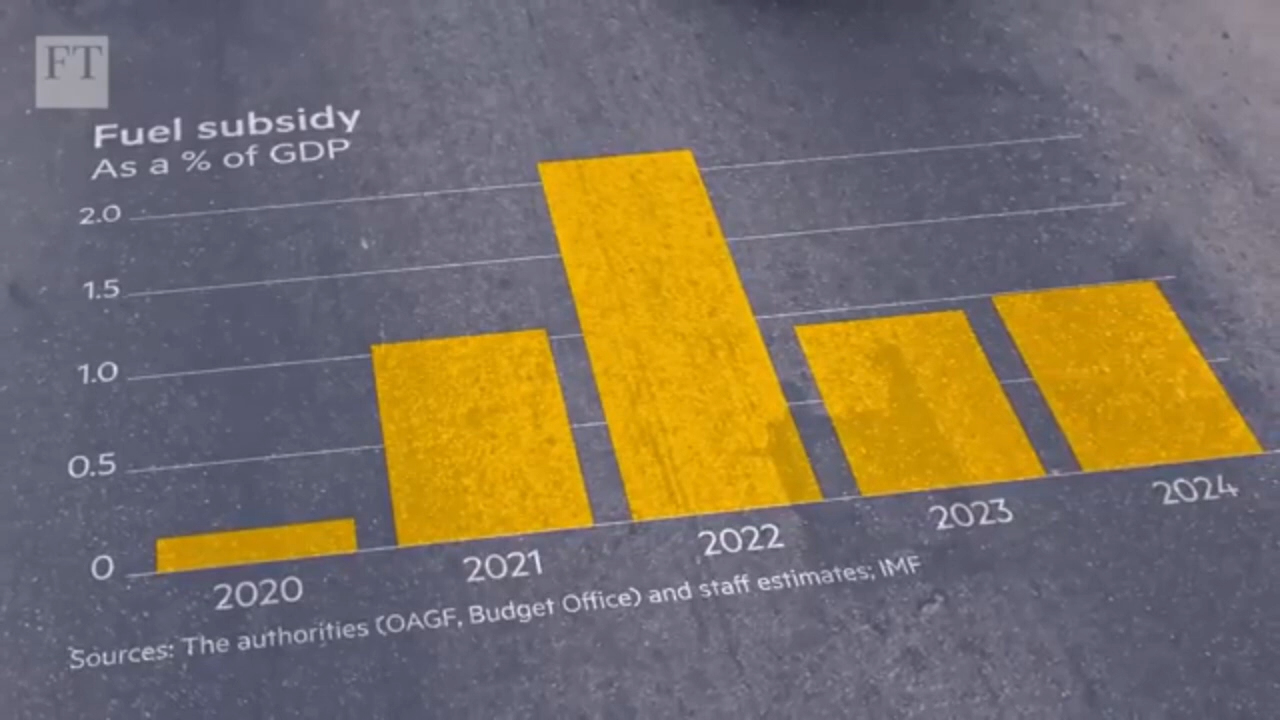 FT
Fuel subsidy
As a % of GDP
2.0
1.5
1.0
0.5
0
2020
2021
2022
2023
2024
Sources: The authorities (OAGF, Budget Office) and staff estimates; IMF